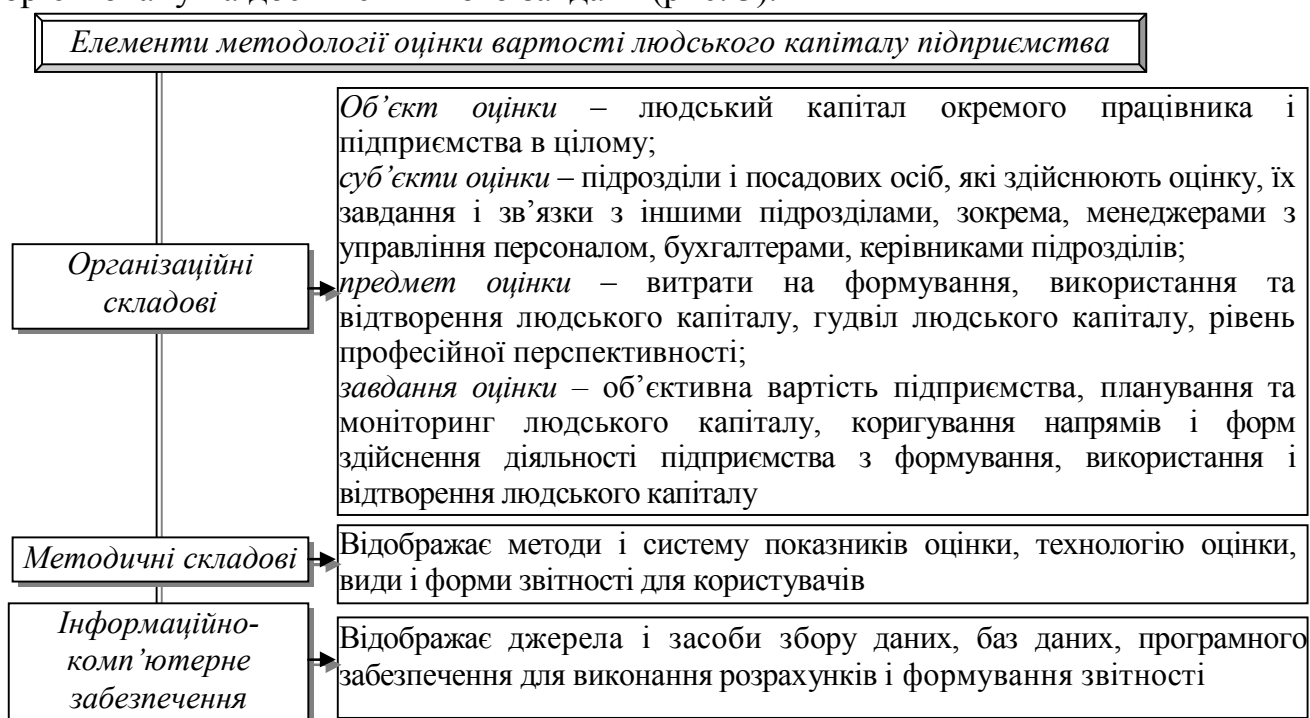 Елементи методології оцінки вартості людського капіталу підприємства
Організаційні
складові
Об’єкт оцінки – людський капітал окремого працівника і
підприємства в цілому;
суб’єкти оцінки – підрозділи і посадових осіб, які здійснюють оцінку, їх
завдання і зв’язки з іншими підрозділами, зокрема, менеджерами з
управління персоналом, бухгалтерами, керівниками підрозділів;
предмет оцінки – витрати на формування, використання та
відтворення людського капіталу, гудвіл людського капіталу, рівень
професійної перспективності;
завдання оцінки – об’єктивна вартість підприємства, планування та
моніторинг людського капіталу, коригування напрямів і форм
здійснення діяльності підприємства з формування, використання і
відтворення людського капіталу
Методичні складові
Відображає методи і систему показників оцінки, технологію оцінки,
види і форми звітності для користувачів
Інформаційно-
комп’ютерне
забезпечення
Відображає джерела і засоби збору даних, баз даних, програмного
забезпечення для виконання розрахунків і формування звітності